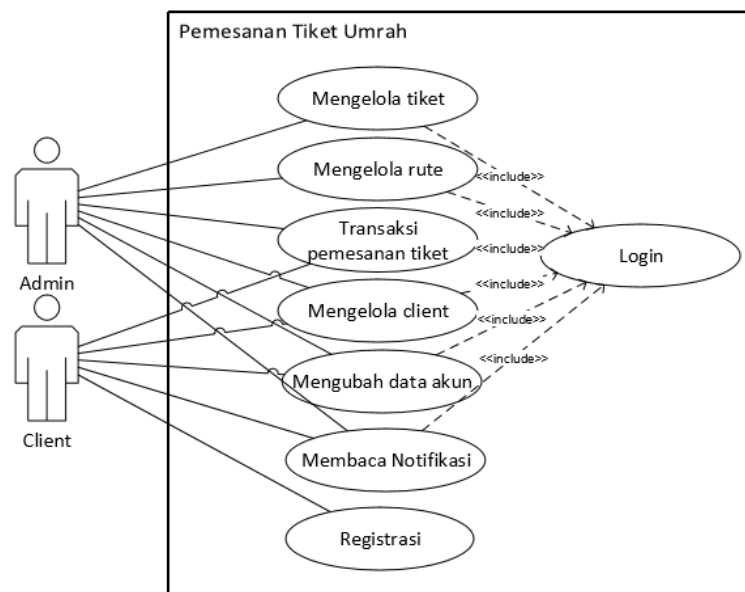 Pemesanan Tiket Umrah
Mengelola tiket
<<include>>
Mengelola rute
<<include>>
Admin
Transaksi
pemesanan tiket
<<include>>
Login
Mengelola client
<<include>>
<<include>>
Client
Mengubah data akun
<<include>>
Membaca Notifikasi
Registrasi